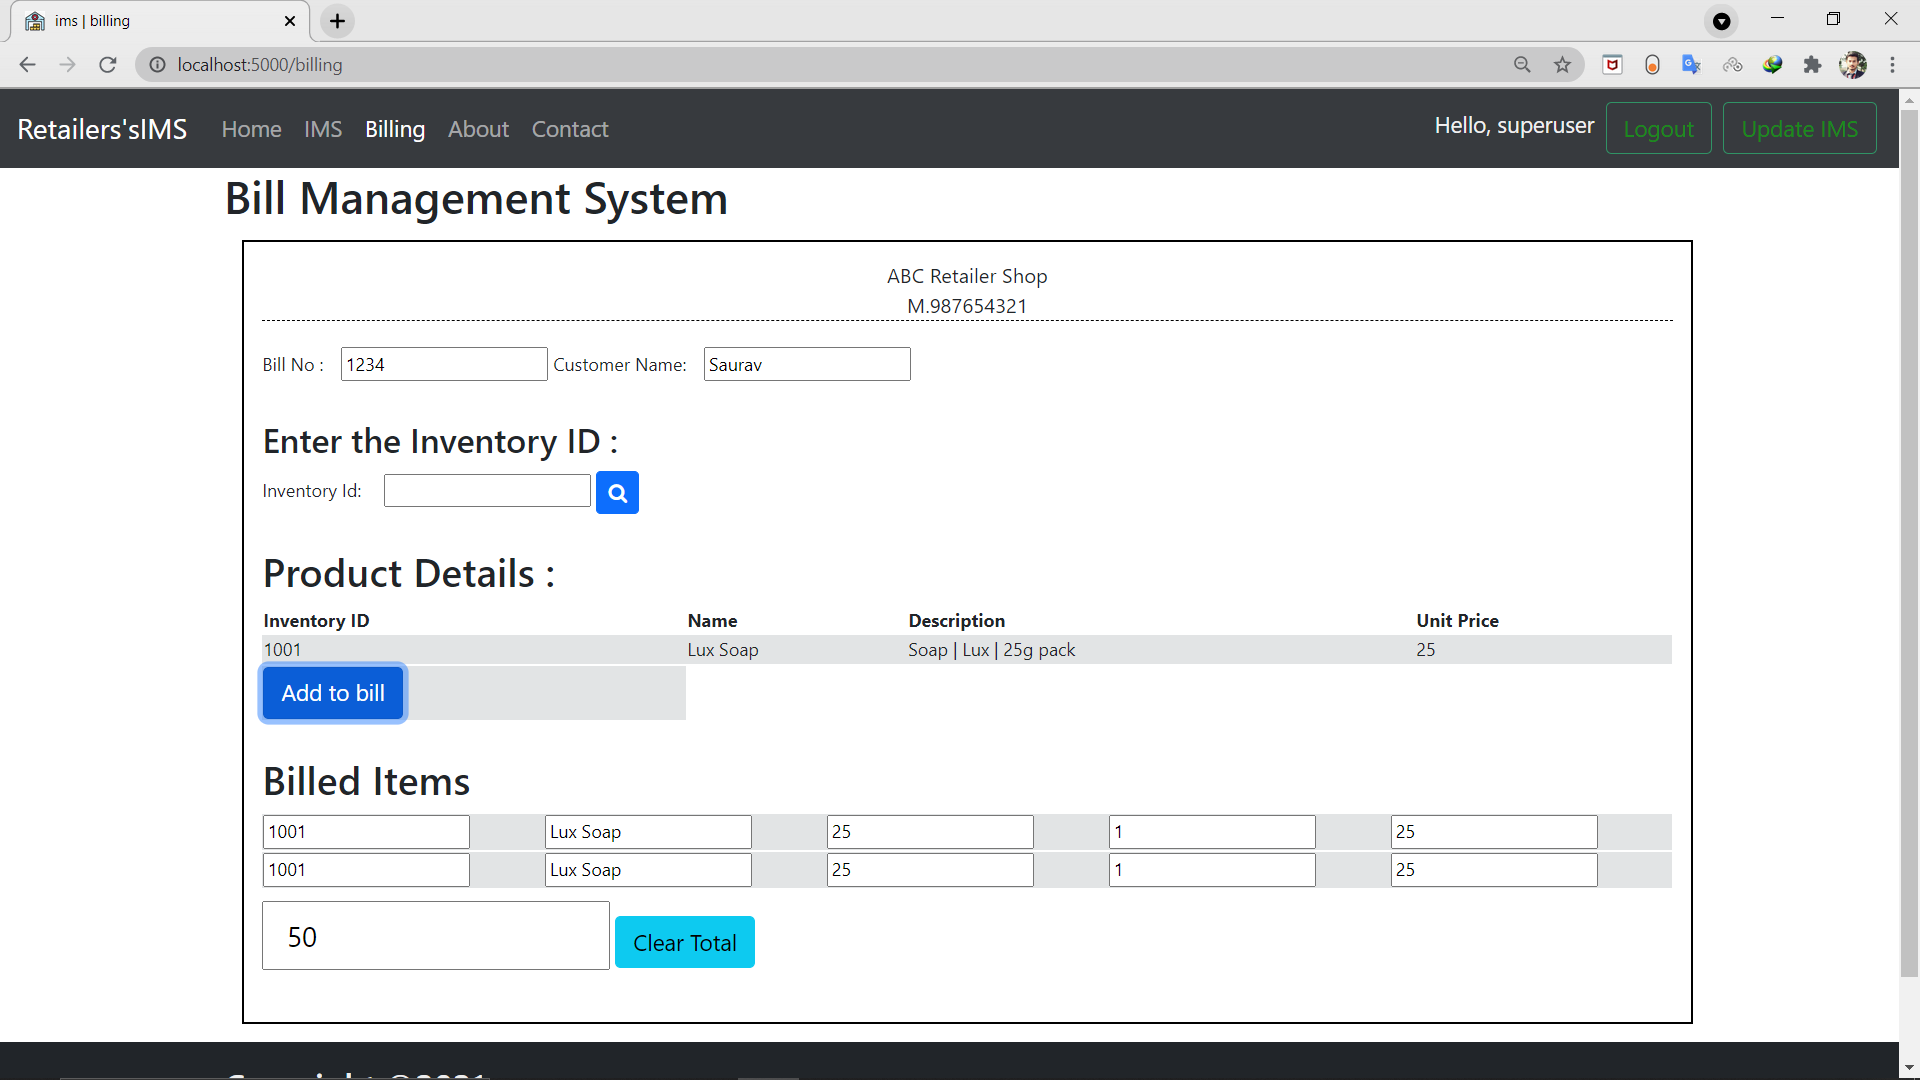 ims | billing
localhost:5000/billing
Retailers'sIMS Home IMS Billing About Contact Hello, superuser Logout Update IMS
Bill Management System
ABC Retailer Shop
M.987654321
Bill No : 1234 Customer Name: Saurav
Enter the Inventory ID :
Inventory Id:
Product Details :
Inventory ID Name Description Unit Price
1001 Lux Soap Soap | Lux | 25g pack 25
Add to bill
Billed Items
1001 Lux Soap 25 1 25
1001 Lux Soap 25 1 25
50 Clear Total
Copyright ©2021